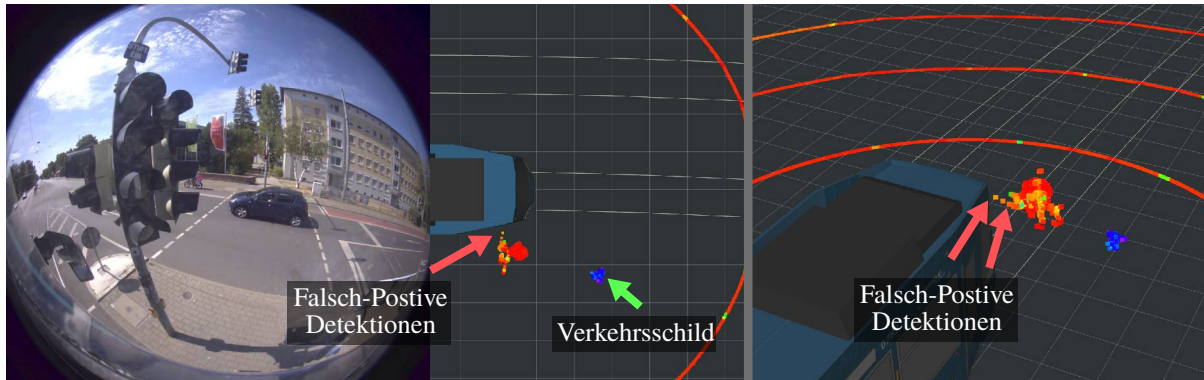 Falsch-Postive
Detektionen
Verkehrsschild
Falsch-Postive
Detektionen